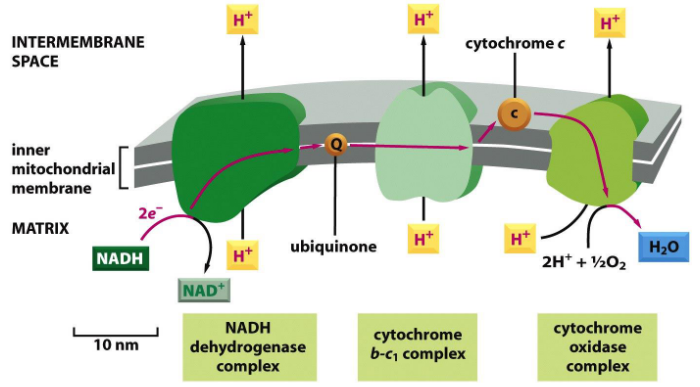 H⁺
H⁺
H⁺
INTERMEMBRANE
SPACE
cytochrome c
c
inner
mitochondrial
membrane
Q
MATRIX
2e⁻
NADH
NAD⁺
H⁺
ubiquinone
H⁺
H⁺
2H⁺ + ½O₂
H₂O
10 nm
NADH
dehydrogenase
complex
cytochrome
b-c₁ complex
cytochrome
oxidase
complex